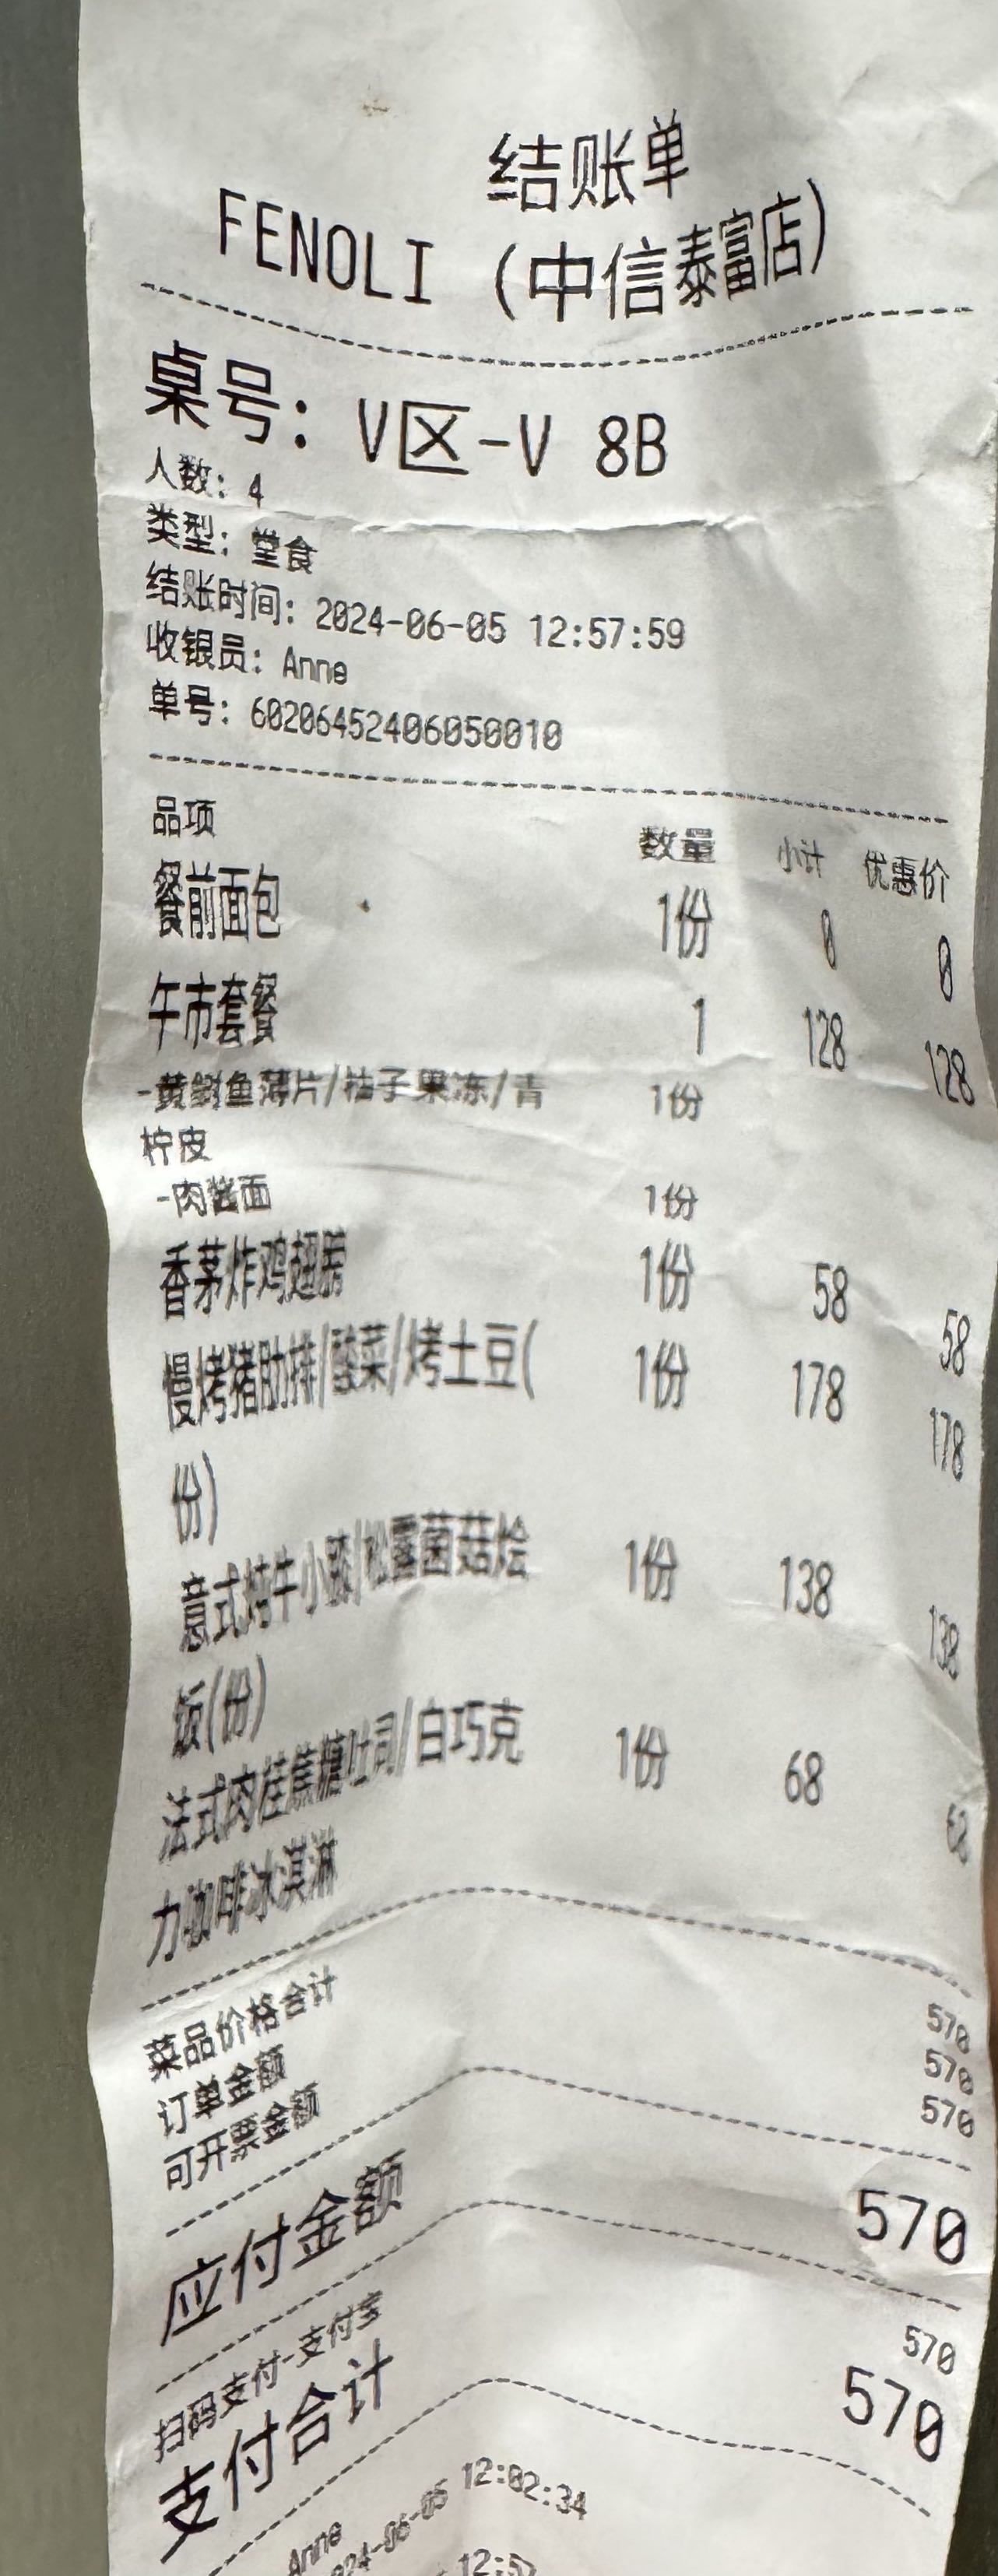 结账单
FENOLI (中信泰富店)
桌号: V区-V 8B
人数: 4
类型: 堂食
结账时间: 2024-06-05 12:57:59
收银员: Anne
单号: 60206452406050010
品项 数量 小计 优惠价
餐前面包 1份 0 0
午市套餐 1 128 128
-黄鰤鱼薄片/桔子果冻/青 1份
柠皮
-肉酱面 1份
香茅炸鸡翅膀 1份 58 58
慢烤猪肋排/酸菜/烤土豆( 1份 178 178
份)
意式炖牛小膝/松露菌菇烩 1份 138 138
饭(份)
法式肉桂焦糖吐司/白巧克 1份 68 68
力咖啡冰淇淋
菜品价格合计 570
订单金额 570
可开票金额 570
应付金额 570
扫码支付-支付宝 570
支付合计 570
Anne
024-06-05 12:02:34
12:57